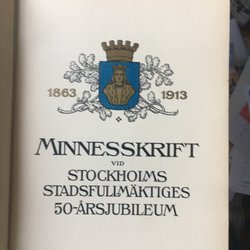 1863 1913
MINNESSKRIFT
VID
STOCKHOLMS
STADSFULLMÄKTIGES
50-ÅRSJUBILEUM